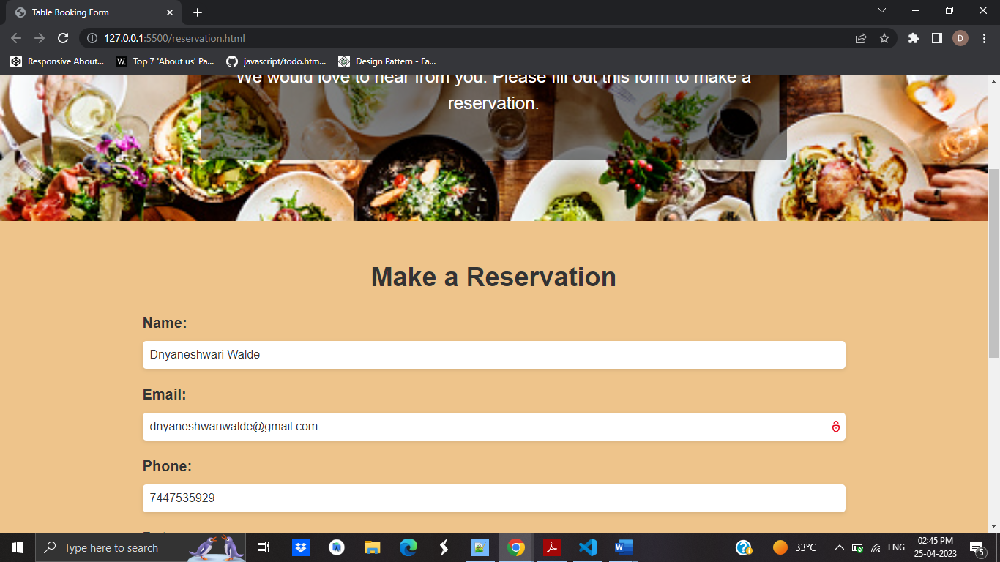 Table Booking Form
127.0.0.1:5500/reservation.html
D
Responsive About...
W.
Top 7 'About us' Pa...
javascript/todo.htm...
Design Pattern - Fa...
We would love to hear from you. Please fill out this form to make a
reservation.
Make a Reservation
Name:
Dnyaneshwari Walde
Email:
dnyaneshwariwalde@gmail.com
Phone:
7447535929
Type here to search
33°C
ENG
02:45 PM
25-04-2023
5